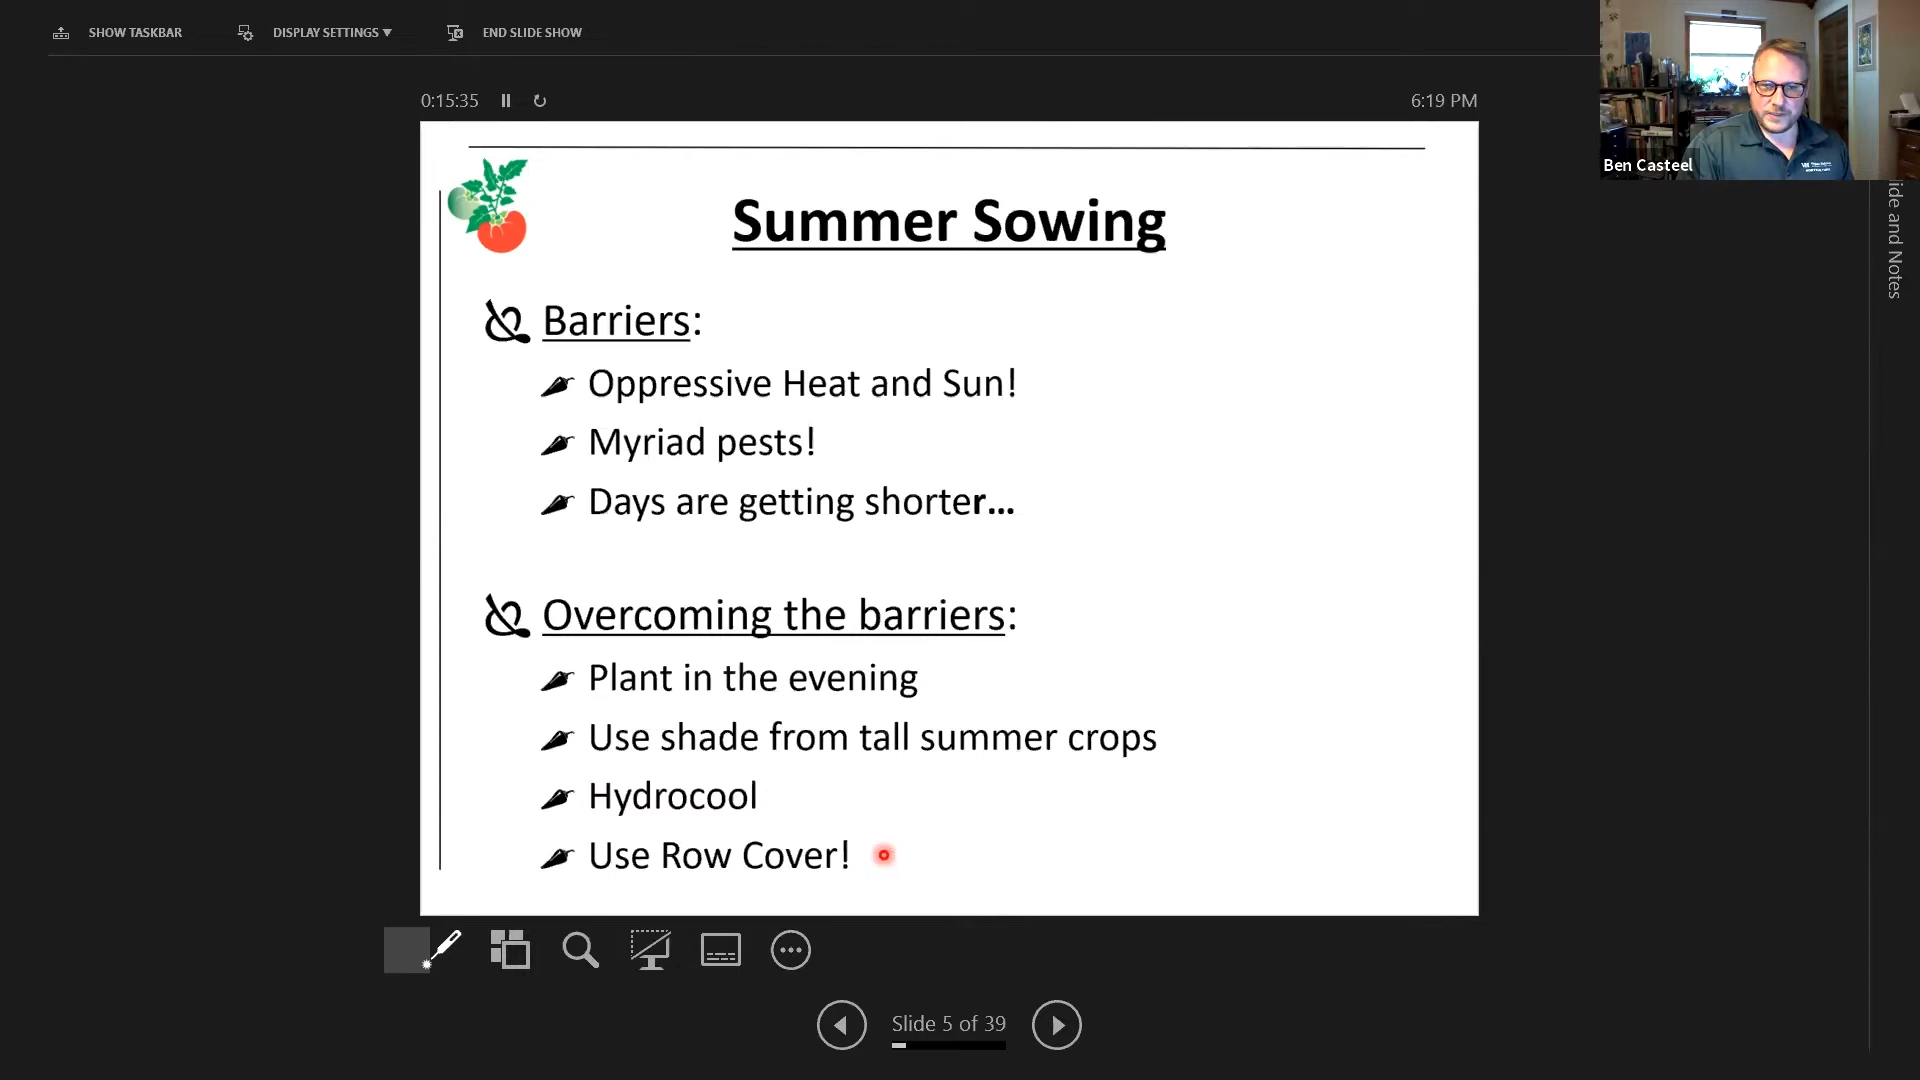 SHOW TASKBAR
DISPLAY SETTINGS ▼
END SLIDE SHOW
0:15:35
6:19 PM
Ben Casteel
lide and Notes
Summer Sowing
Barriers:
Oppressive Heat and Sun!
Myriad pests!
Days are getting shorter...
Overcoming the barriers:
Plant in the evening
Use shade from tall summer crops
Hydrocool
Use Row Cover!
Slide 5 of 39